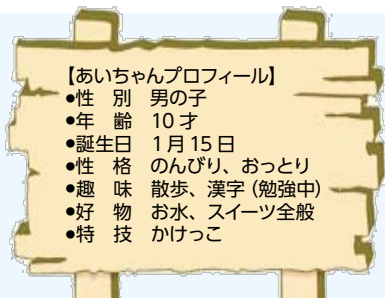 【あいちゃんプロフィール】
●性　別　男の子
●年　齢　10才
●誕生日　1月15日
●性　格　のんびり、おっとり
●趣　味　散歩、漢字(勉強中)
●好　物　お水、スイーツ全般
●特　技　かけっこ